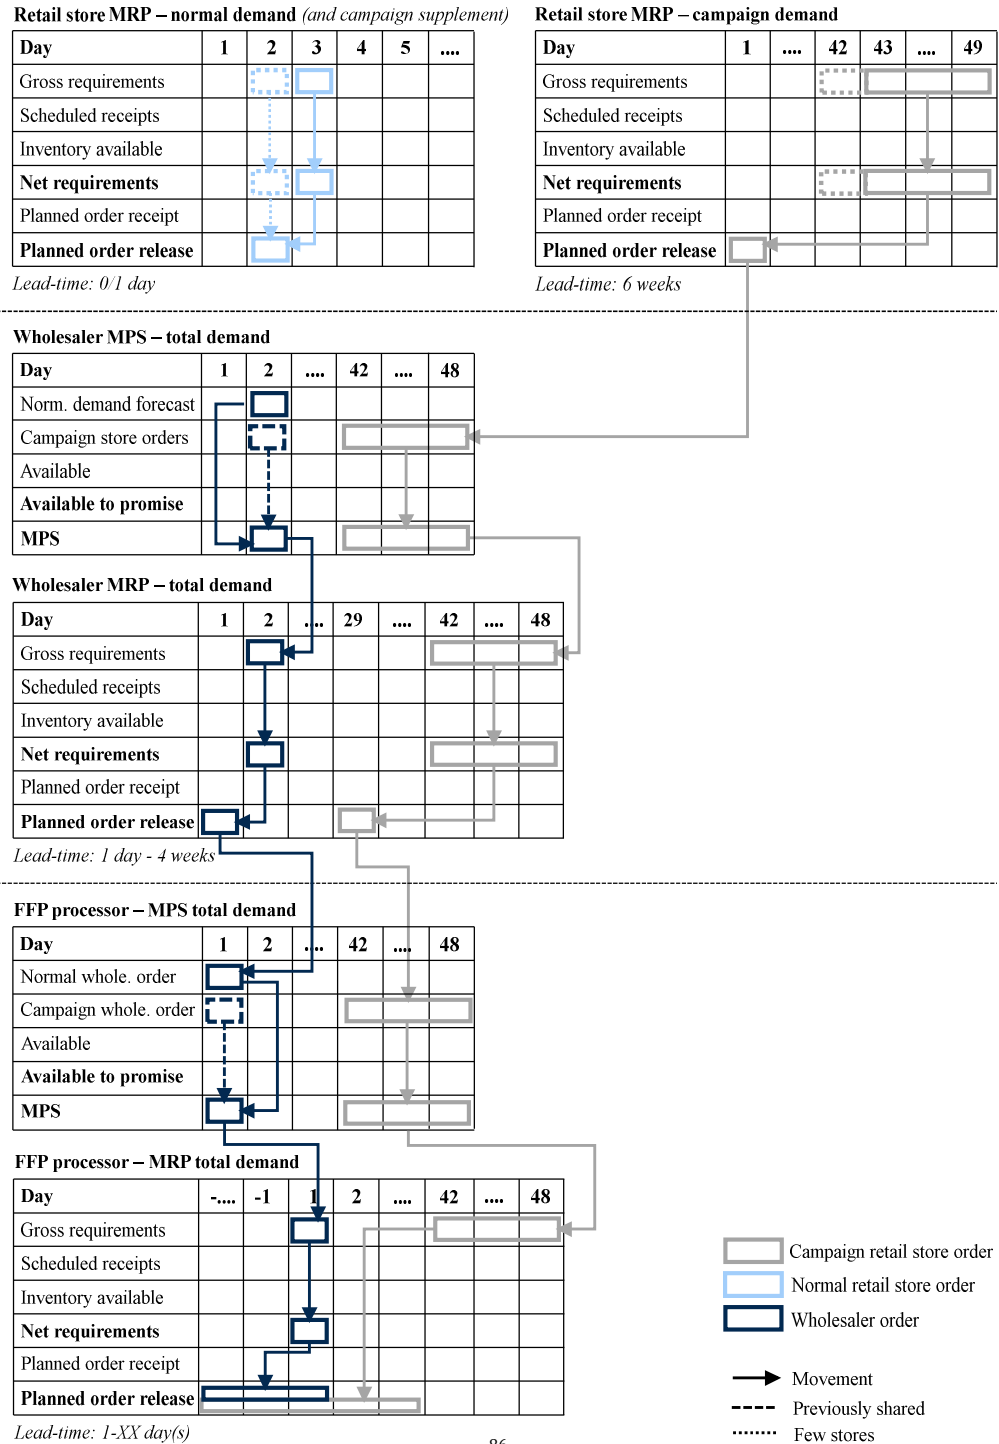 Retail store MRP – normal demand (and campaign supplement)
Day 1 2 3 4 5 ....
Gross requirements
Scheduled receipts
Inventory available
Net requirements
Planned order receipt
Planned order release
Lead-time: 0/1 day
Retail store MRP – campaign demand
Day 1 .... 42 43 .... 49
Gross requirements
Scheduled receipts
Inventory available
Net requirements
Planned order receipt
Planned order release
Lead-time: 6 weeks
Wholesaler MPS – total demand
Day 1 2 .... 42 .... 48
Norm. demand forecast
Campaign store orders
Available
Available to promise
MPS
Wholesaler MRP – total demand
Day 1 2 .... 29 .... 42 .... 48
Gross requirements
Scheduled receipts
Inventory available
Net requirements
Planned order receipt
Planned order release
Lead-time: 1 day - 4 weeks
FFP processor – MPS total demand
Day 1 2 .... 42 .... 48
Normal whole. order
Campaign whole. order
Available
Available to promise
MPS
FFP processor – MRP total demand
Day -.... -1 1 2 .... 42 .... 48
Gross requirements
Scheduled receipts
Inventory available
Net requirements
Planned order receipt
Planned order release
Lead-time: 1-XX day(s)
Campaign retail store order
Normal retail store order
Wholesaler order
Movement
Previously shared
Few stores